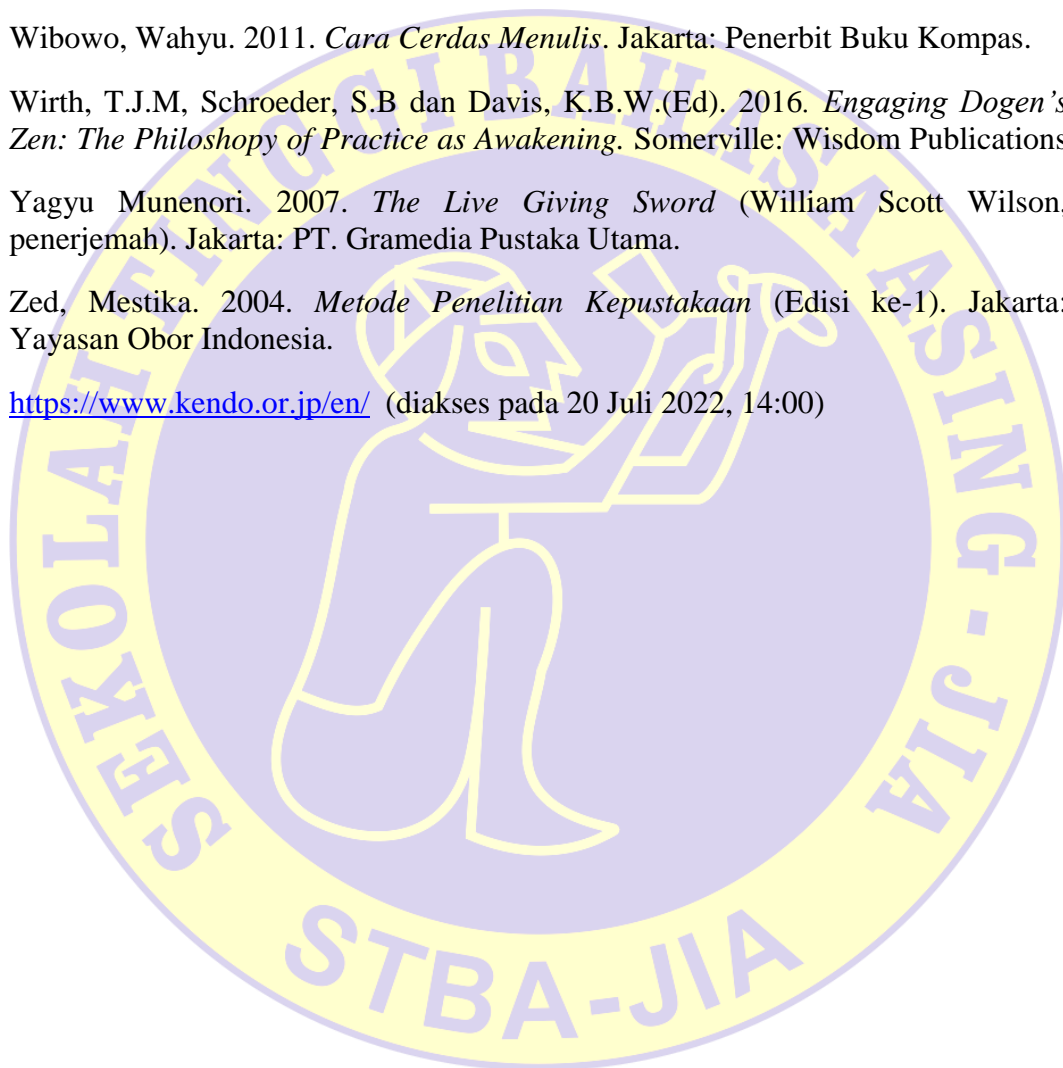 Wibowo, Wahyu. 2011. Cara Cerdas Menulis. Jakarta: Penerbit Buku Kompas.
Wirth, T.J.M, Schroeder, S.B dan Davis, K.B.W.(Ed). 2016. Engaging Dogen’s
Zen: The Philoshopy of Practice as Awakening. Somerville: Wisdom Publications
Yagyu Munenori. 2007. The Live Giving Sword (William Scott Wilson,
penerjemah). Jakarta: PT. Gramedia Pustaka Utama.
Zed, Mestika. 2004. Metode Penelitian Kepustakaan (Edisi ke-1). Jakarta:
Yayasan Obor Indonesia.
https://www.kendo.or.jp/en/ (diakses pada 20 Juli 2022, 14:00)
SEKOLAH TINGGI BAHASA ASING - JIA
STBA-JIA